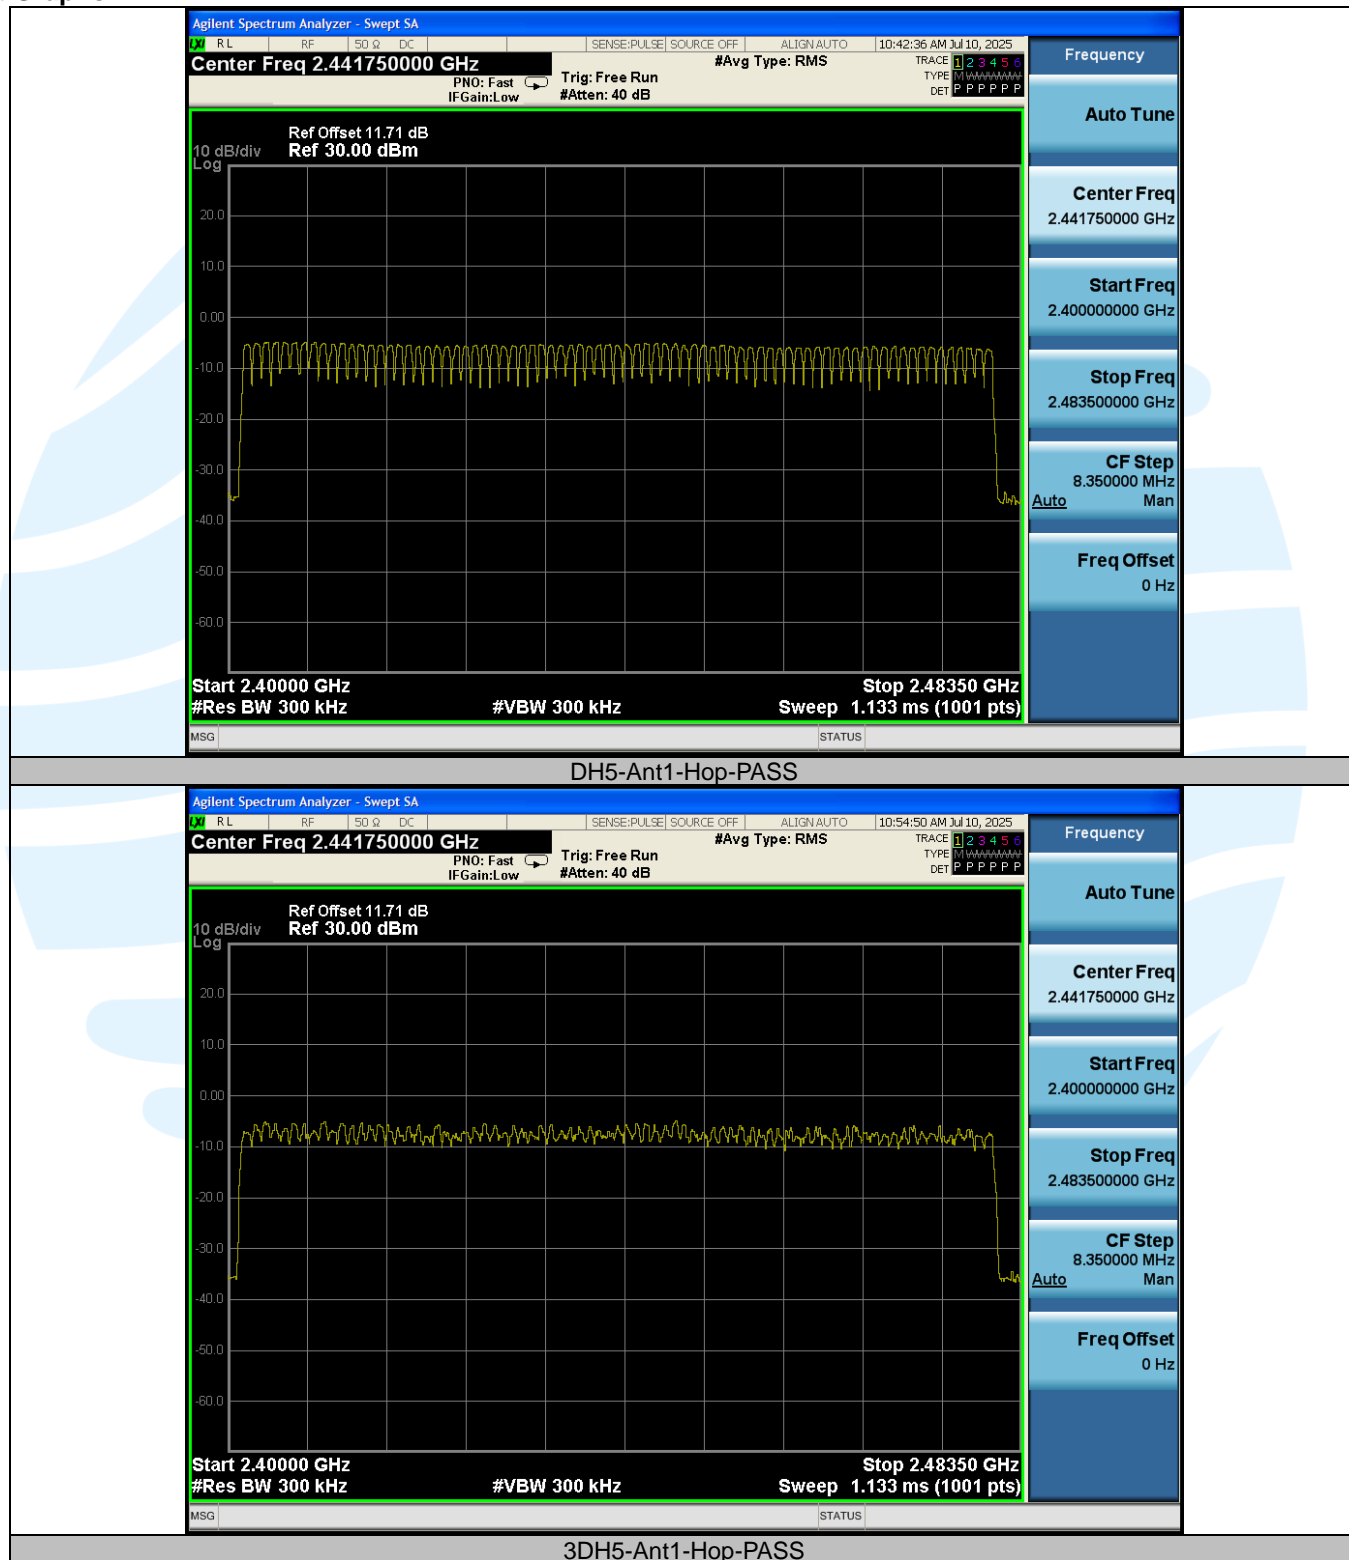 Agilent Spectrum Analyzer - Swept SA
LXI RL RF 50 Ω DC SENSE:PULSE SOURCE OFF ALIGN AUTO 10:42:36 AM Jul 10, 2025
Center Freq 2.441750000 GHz #Avg Type: RMS TRACE 1 2 3 4 5 6
PNO: Fast Trig: Free Run TYPE M
IFGain:Low #Atten: 40 dB DET P P P P P P
Frequency
Auto Tune
Ref Offset 11.71 dB
10 dB/div Ref 30.00 dBm
Log
20.0
10.0
0.00
-10.0
-20.0
-30.0
-40.0
-50.0
-60.0
Center Freq
2.441750000 GHz
Start Freq
2.400000000 GHz
Stop Freq
2.483500000 GHz
CF Step
8.350000 MHz
Auto Man
Freq Offset
0 Hz
Start 2.40000 GHz Stop 2.48350 GHz
#Res BW 300 kHz #VBW 300 kHz Sweep 1.133 ms (1001 pts)
MSG STATUS
DH5-Ant1-Hop-PASS
Agilent Spectrum Analyzer - Swept SA
LXI RL RF 50 Ω DC SENSE:PULSE SOURCE OFF ALIGN AUTO 10:54:50 AM Jul 10, 2025
Center Freq 2.441750000 GHz #Avg Type: RMS TRACE 1 2 3 4 5 6
PNO: Fast Trig: Free Run TYPE M
IFGain:Low #Atten: 40 dB DET P P P P P P
Frequency
Auto Tune
Ref Offset 11.71 dB
10 dB/div Ref 30.00 dBm
Log
20.0
10.0
0.00
-10.0
-20.0
-30.0
-40.0
-50.0
-60.0
Center Freq
2.441750000 GHz
Start Freq
2.400000000 GHz
Stop Freq
2.483500000 GHz
CF Step
8.350000 MHz
Auto Man
Freq Offset
0 Hz
Start 2.40000 GHz Stop 2.48350 GHz
#Res BW 300 kHz #VBW 300 kHz Sweep 1.133 ms (1001 pts)
MSG STATUS
3DH5-Ant1-Hop-PASS